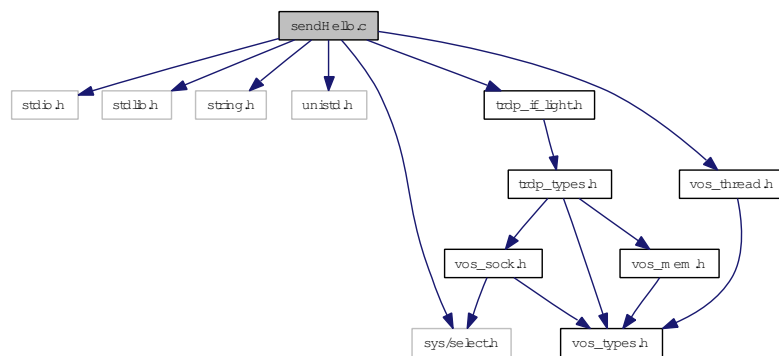 sendHello.c
stdio.h
stdlib.h
string.h
unistd.h
trdp_if_light.h
trdp_types.h
vos_thread.h
vos_sock.h
vos_mem.h
sys/select.h
vos_types.h